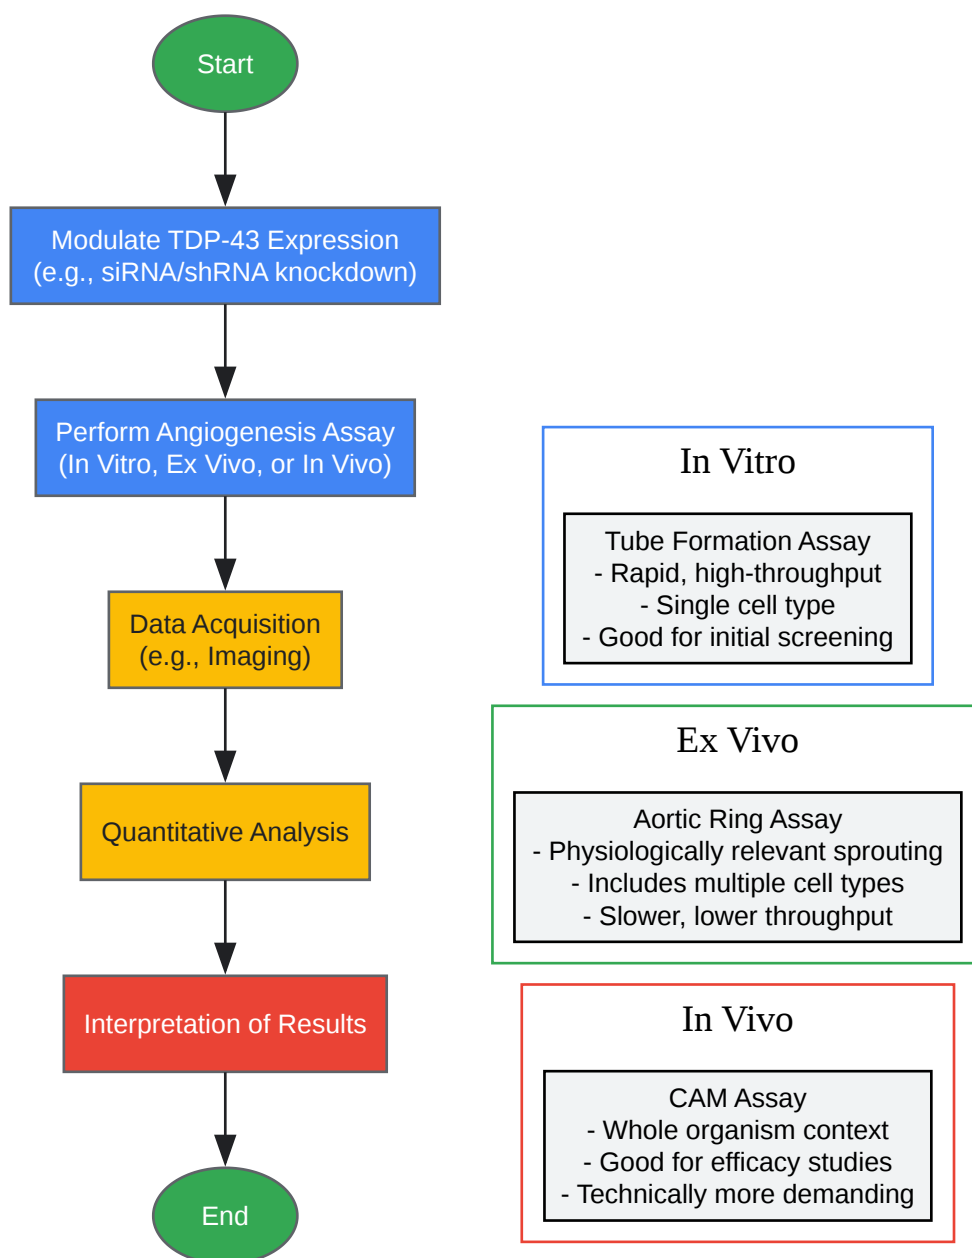 Start
Modulate TDP-43 Expression
(e.g., siRNA/shRNA knockdown)
Perform Angiogenesis Assay
(In Vitro, Ex Vivo, or In Vivo)
Data Acquisition
(e.g., Imaging)
Quantitative Analysis
Interpretation of Results
End
In Vitro
Tube Formation Assay
- Rapid, high-throughput
- Single cell type
- Good for initial screening
Ex Vivo
Aortic Ring Assay
- Physiologically relevant sprouting
- Includes multiple cell types
- Slower, lower throughput
In Vivo
CAM Assay
- Whole organism context
- Good for efficacy studies
- Technically more demanding